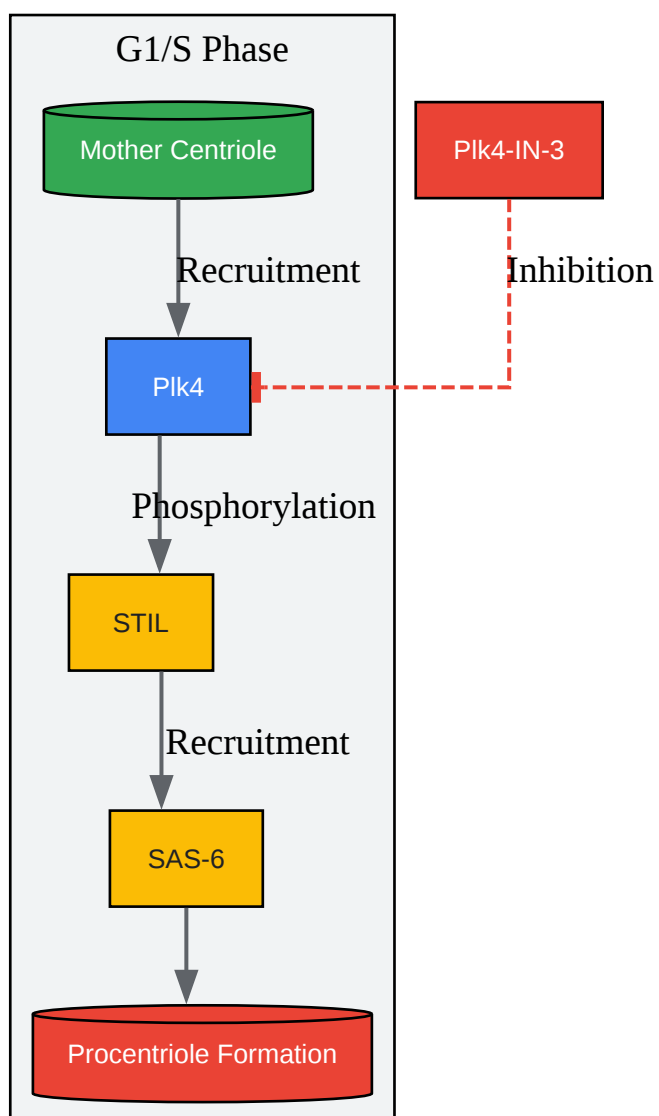 G1/S Phase
Mother Centriole
Plk4-IN-3
Recruitment
Inhibition
Plk4
Phosphorylation
STIL
Recruitment
SAS-6
Procentriole Formation